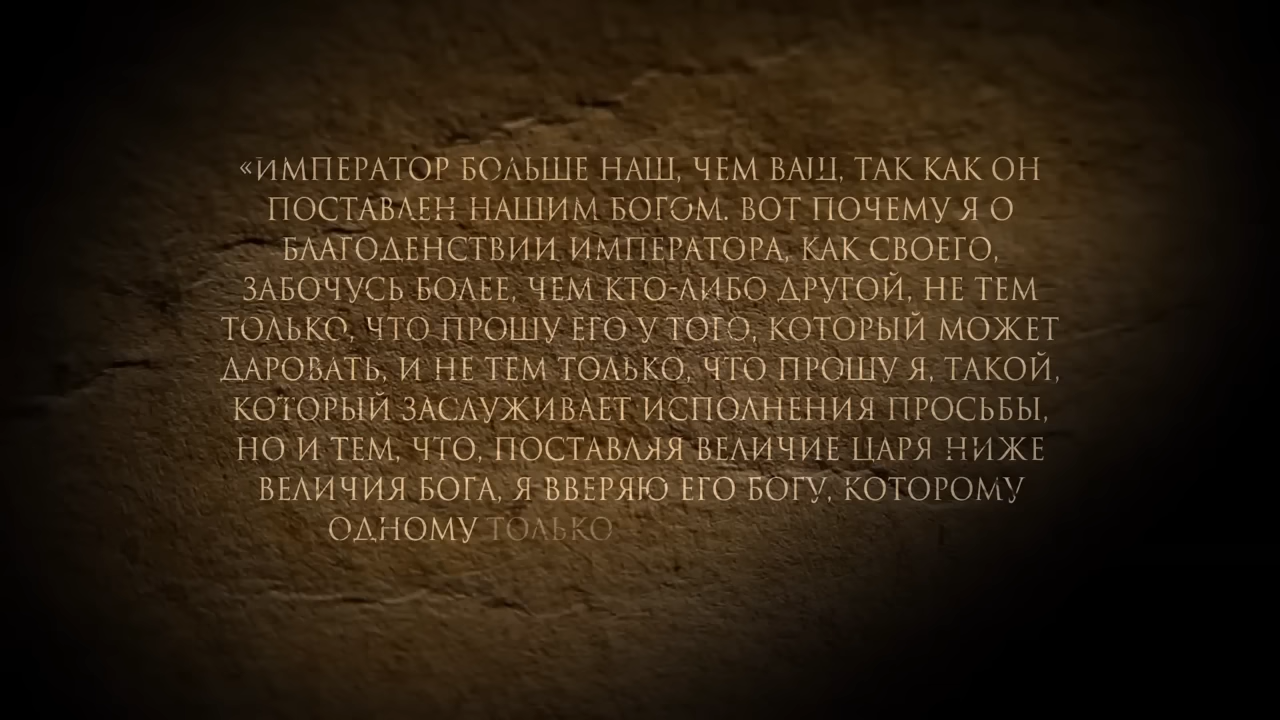 «ИМПЕРАТОР БОЛЬШЕ НАШ, ЧЕМ ВАШ, ТАК КАК ОН
ПОСТАВЛЕН НАШИМ БОГОМ. ВОТ ПОЧЕМУ Я О
БЛАГОДЕНСТВИИ ИМПЕРАТОРА, КАК СВОЕГО,
ЗАБОЧУСЬ БОЛЕЕ, ЧЕМ КТО-ЛИБО ДРУГОЙ, НЕ ТЕМ
ТОЛЬКО, ЧТО ПРОШУ ЕГО У ТОГО, КОТОРЫЙ МОЖЕТ
ДАРОВАТЬ, И НЕ ТЕМ ТОЛЬКО, ЧТО ПРОШУ Я, ТАКОЙ,
КОТОРЫЙ ЗАСЛУЖИВАЕТ ИСПОЛНЕНИЯ ПРОСЬБЫ,
НО И ТЕМ, ЧТО, ПОСТАВЛЯЯ ВЕЛИЧИЕ ЦАРЯ НИЖЕ
ВЕЛИЧИЯ БОГА, Я ВВЕРЯЮ ЕГО БОГУ, КОТОРОМУ
ОДНОМУ ТОЛЬКО